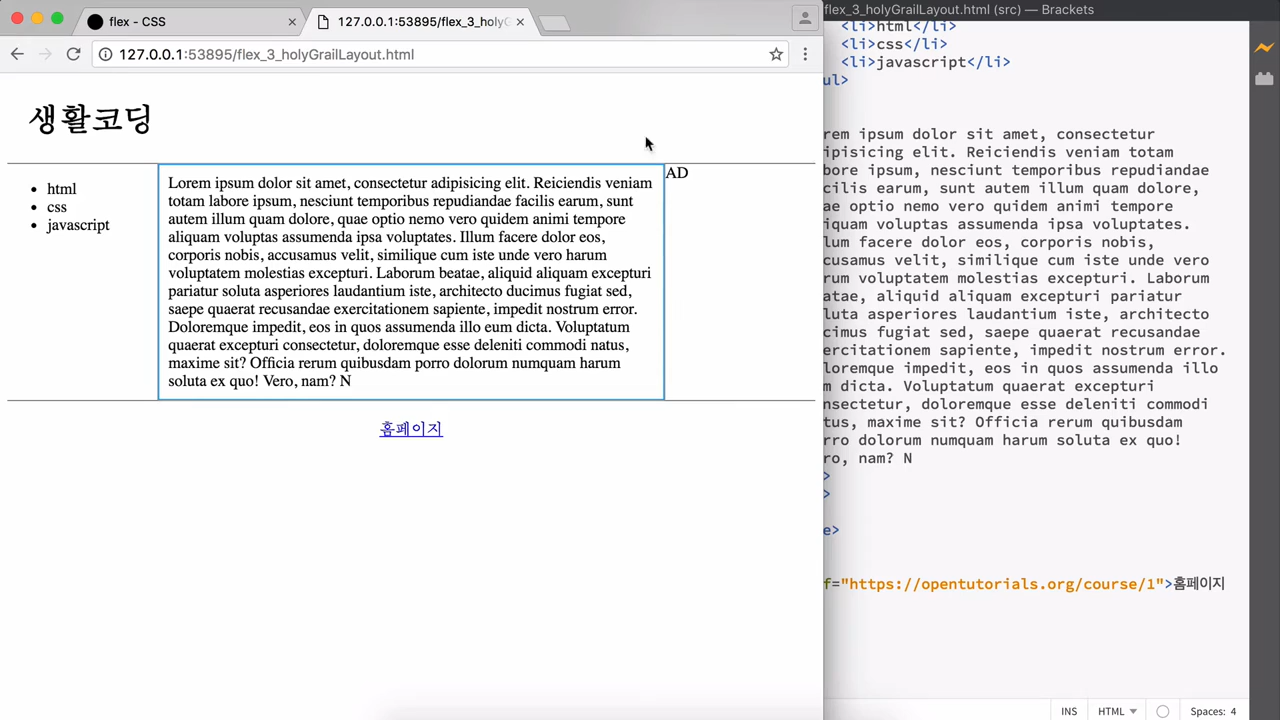 flex - CSS
127.0.0.1:53895/flex_3_holyG
flex_3_holyGrailLayout.html (src) — Brackets
127.0.0.1:53895/flex_3_holyGrailLayout.html
생활코딩
html
css
javascript
Lorem ipsum dolor sit amet, consectetur adipisicing elit. Reiciendis veniam
totam labore ipsum, nesciunt temporibus repudiandae facilis earum, sunt
autem illum quam dolore, quae optio nemo vero quidem animi tempore
aliquam voluptas assumenda ipsa voluptates. Illum facere dolor eos,
corporis nobis, accusamus velit, similique cum iste unde vero harum
voluptatem molestias excepturi. Laborum beatae, aliquid aliquam excepturi
pariatur soluta asperiores laudantium iste, architecto ducimus fugiat sed,
saepe quaerat recusandae exercitationem sapiente, impedit nostrum error.
Doloremque impedit, eos in quos assumenda illo eum dicta. Voluptatum
quaerat excepturi consectetur, doloremque esse deleniti commodi natus,
maxime sit? Officia rerum quibusdam porro dolorum numquam harum
soluta ex quo! Vero, nam? N
AD
홈페이지
<li>html</li>
<li>css</li>
<li>javascript</li>
ul>
rem ipsum dolor sit amet, consectetur
ipisicing elit. Reiciendis veniam totam
bore ipsum, nesciunt temporibus repudiandae
cilis earum, sunt autem illum quam dolore,
ae optio nemo vero quidem animi tempore
iquam voluptas assumenda ipsa voluptates.
lum facere dolor eos, corporis nobis,
cusamus velit, similique cum iste unde vero
rum voluptatem molestias excepturi. Laborum
atae, aliquid aliquam excepturi pariatur
luta asperiores laudantium iste, architecto
cimus fugiat sed, saepe quaerat recusandae
ercitationem sapiente, impedit nostrum error.
loremque impedit, eos in quos assumenda illo
m dicta. Voluptatum quaerat excepturi
nsectetur, doloremque esse deleniti commodi
tus, maxime sit? Officia rerum quibusdam
rro dolorum numquam harum soluta ex quo!
ro, nam? N
>
>
e>
f="https://opentutorials.org/course/1">홈페이지
INS HTML Spaces: 4